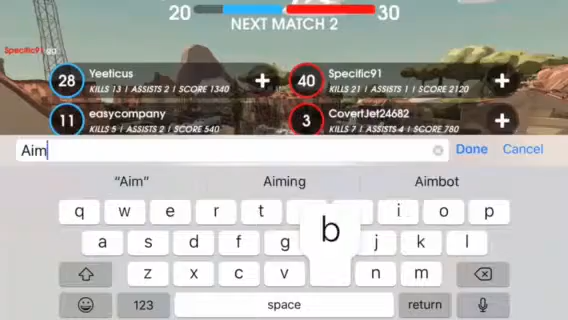 20 30
NEXT MATCH 2
Specific91 gg
28 Yeeticus + 40 Specific91 +
KILLS 13 | ASSISTS 2 | SCORE 1340 KILLS 21 | ASSISTS 1 | SCORE 2120
11 easycompany 3 CovertJet24682 +
KILLS 5 | ASSISTS 2 | SCORE 540 KILLS 7 | ASSISTS 4 | SCORE 780
Aim Done Cancel
“Aim” Aiming Aimbot
q w e r t i o p
b
a s d f g j k l
z x c v n m
123 space return